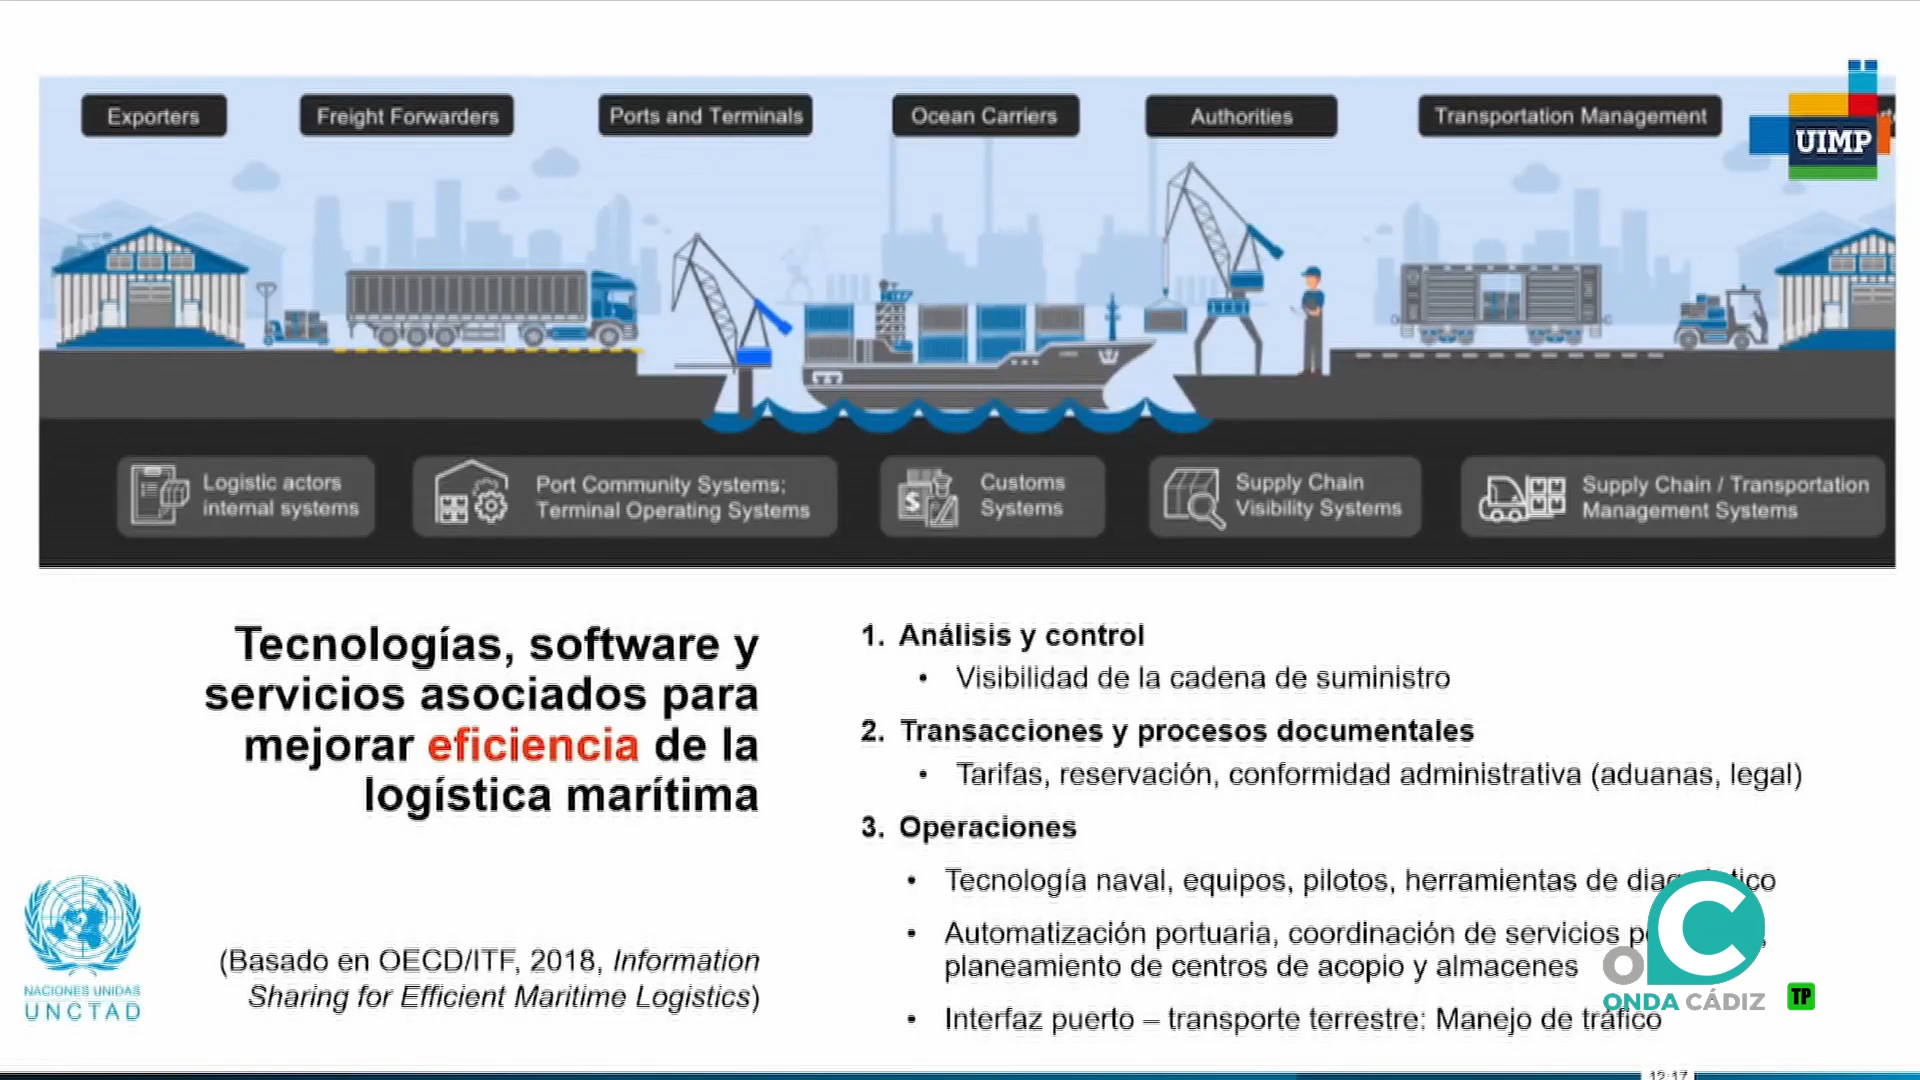 Exporters
Freight Forwarders
Ports and Terminals
Ocean Carriers
Authorities
Transportation Management
UIMP
Logistic actors
internal systems
Port Community Systems;
Terminal Operating Systems
Customs
Systems
Supply Chain
Visibility Systems
Supply Chain / Transportation
Management Systems
Tecnologías, software y
servicios asociados para
mejorar eficiencia de la
logística marítima
(Basado en OECD/ITF, 2018, Information
Sharing for Efficient Maritime Logistics)
NACIONES UNIDAS
UNCTAD
1. Análisis y control
• Visibilidad de la cadena de suministro
2. Transacciones y procesos documentales
• Tarifas, reservación, conformidad administrativa (aduanas, legal)
3. Operaciones
• Tecnología naval, equipos, pilotos, herramientas de
• Automatización portuaria, coordinación de servicios
planeamiento de centros de acopio y almacenes
• Interfaz puerto – transporte terrestre: Manejo de tráfico
OC
ONDA CÁDIZ
TP
12:17